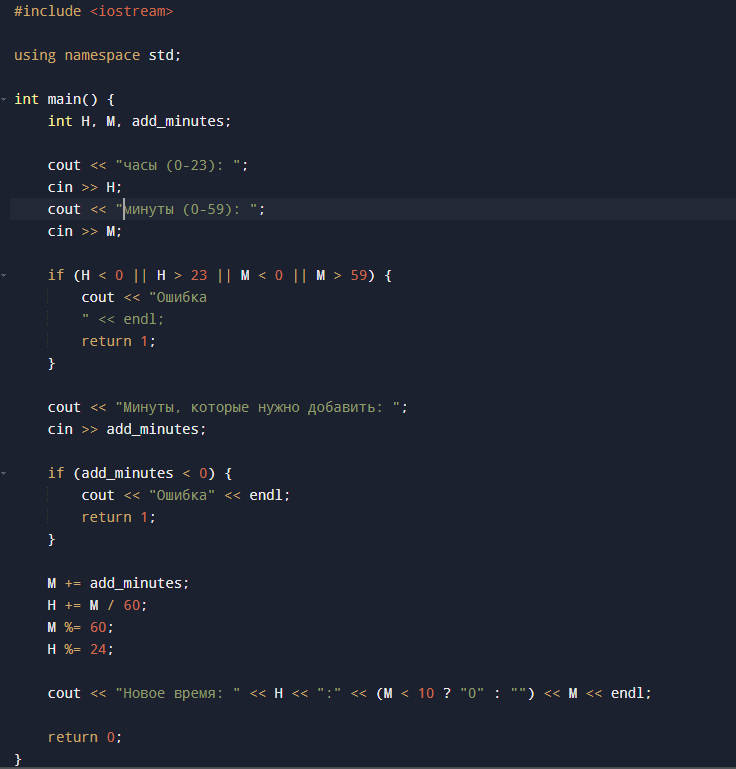 #include <iostream>
using namespace std;
int main() {
    int H, M, add_minutes;
    cout << "часы (0-23): ";
    cin >> H;
    cout << "минуты (0-59): ";
    cin >> M;
    if (H < 0 || H > 23 || M < 0 || M > 59) {
        cout << "Ошибка
        " << endl;
        return 1;
    }
    cout << "Минуты, которые нужно добавить: ";
    cin >> add_minutes;
    if (add_minutes < 0) {
        cout << "Ошибка" << endl;
        return 1;
    }
    M += add_minutes;
    H += M / 60;
    M %= 60;
    H %= 24;
    cout << "Новое время: " << H << ":" << (M < 10 ? "0" : "") << M << endl;
    return 0;
}